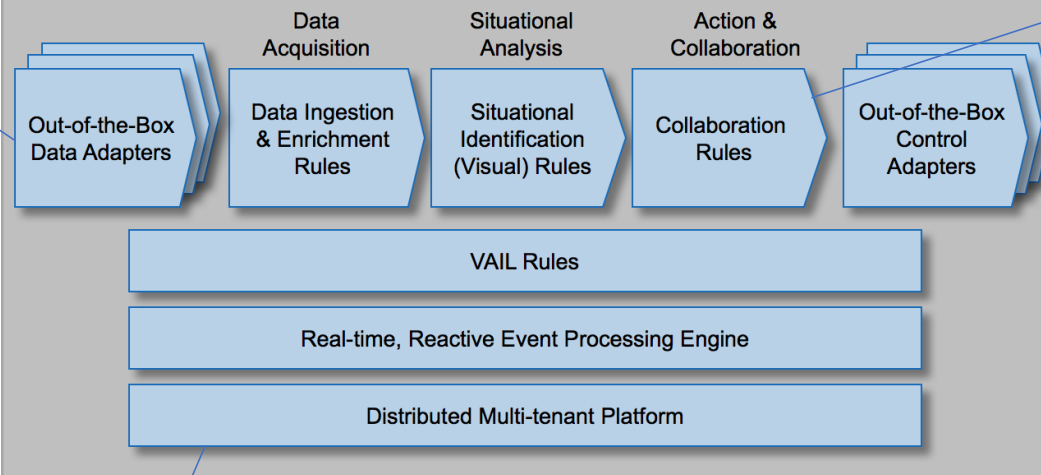 Data
Acquisition
Situational
Analysis
Action &
Collaboration
Out-of-the-Box
Data Adapters
Data Ingestion
& Enrichment
Rules
Situational
Identification
(Visual) Rules
Collaboration
Rules
Out-of-the-Box
Control
Adapters
VAIL Rules
Real-time, Reactive Event Processing Engine
Distributed Multi-tenant Platform